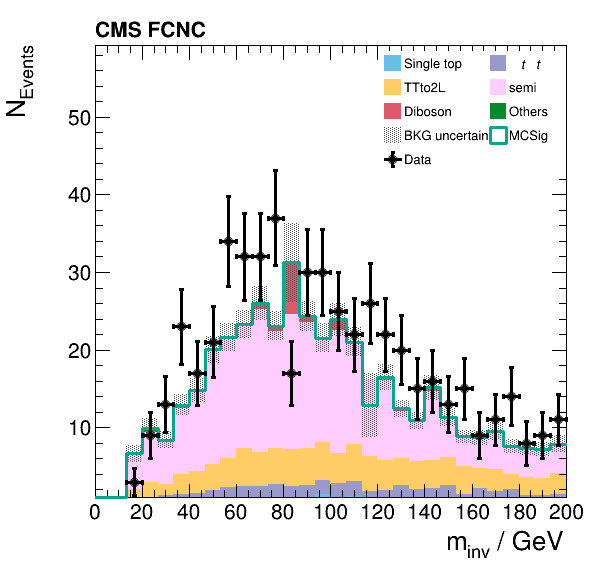 CMS FCNC
N_Events
50
40
30
20
10
0 20 40 60 80 100 120 140 160 180 200
m_inv / GeV
Single top t t
TTto2L semi
Diboson Others
BKG uncertain MCSig
Data